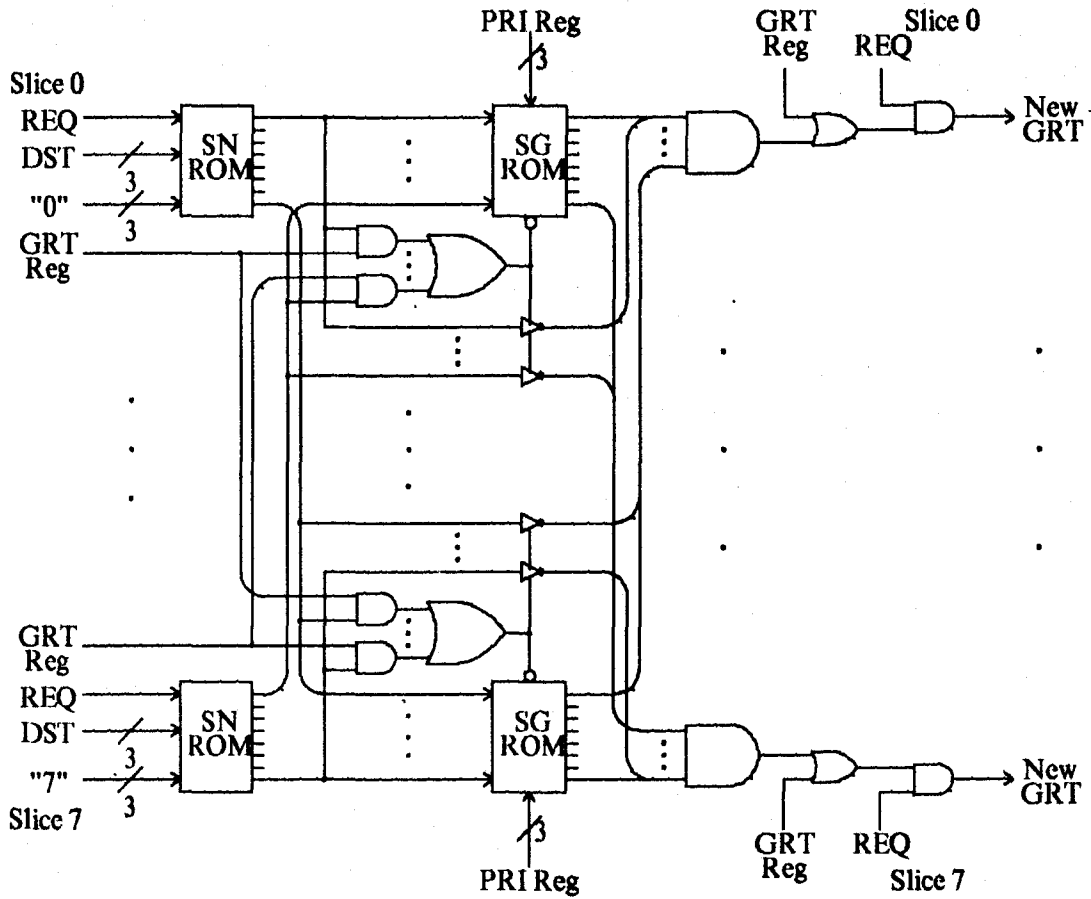 PRI Reg
3
GRT
Reg
Slice 0
REQ
New
GRT
Slice 0
REQ
DST
3
"0"
3
GRT
Reg
SN
ROM
SG
ROM
GRT
Reg
REQ
DST
3
"7"
3
Slice 7
SN
ROM
SG
ROM
3
PRI Reg
GRT
Reg
REQ
Slice 7
New
GRT